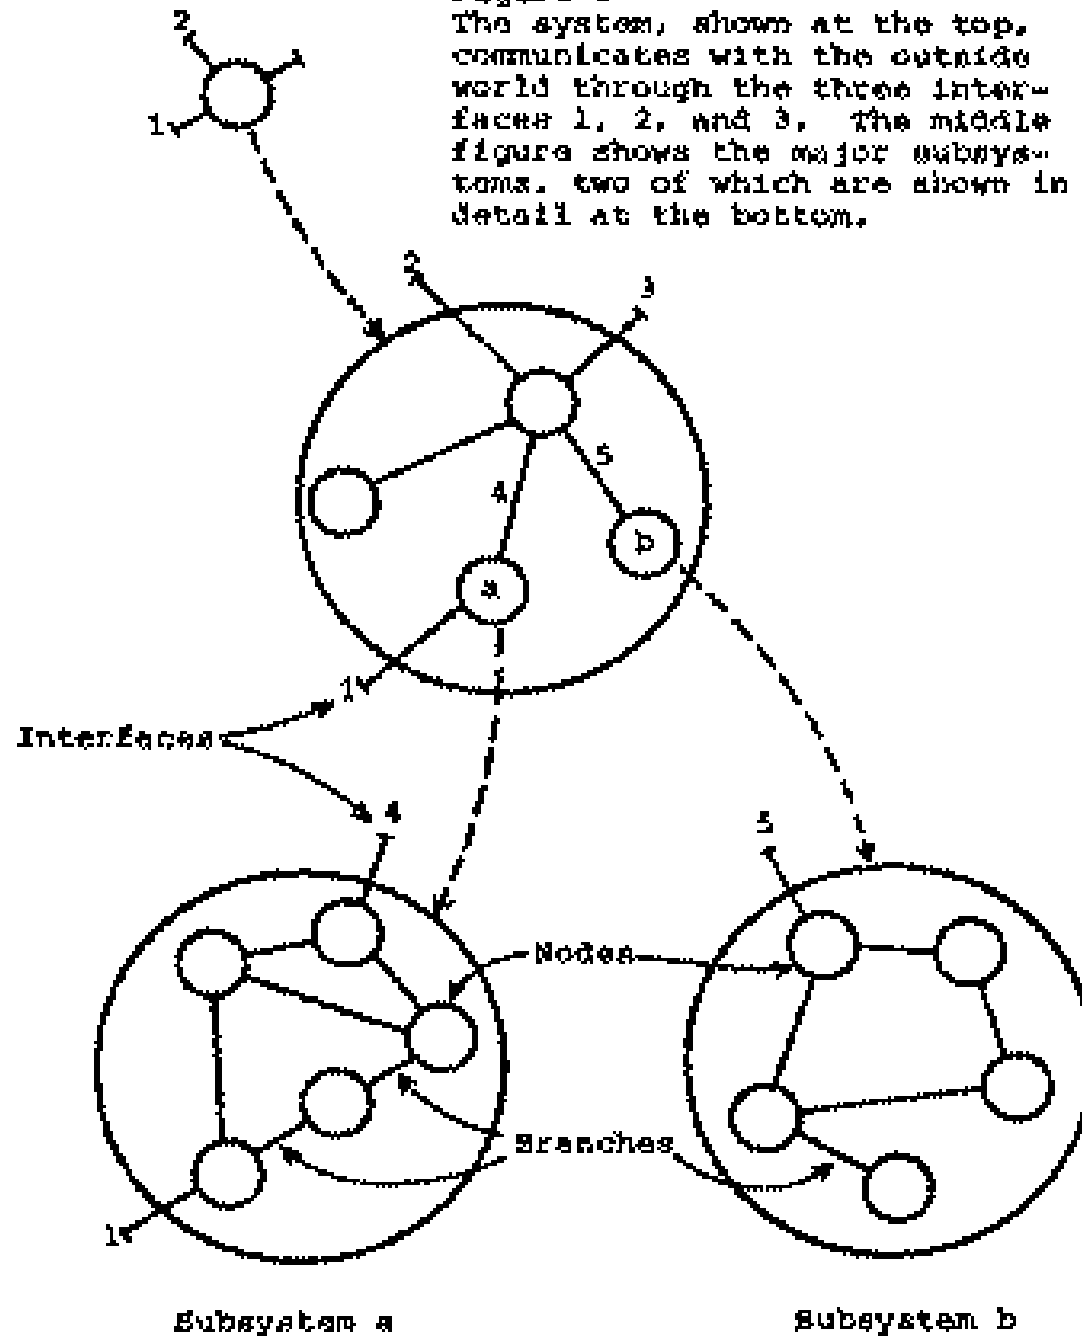 The system, shown at the top,
communicates with the outside
world through the three inter-
faces 1, 2, and 3. The middle
figure shows the major subsys-
tems, two of which are shown in
detail at the bottom.
2
1
2
3
5
4
b
a
1
Interfaces
4
5
Nodes
Branches
1
Subsystem a
Subsystem b